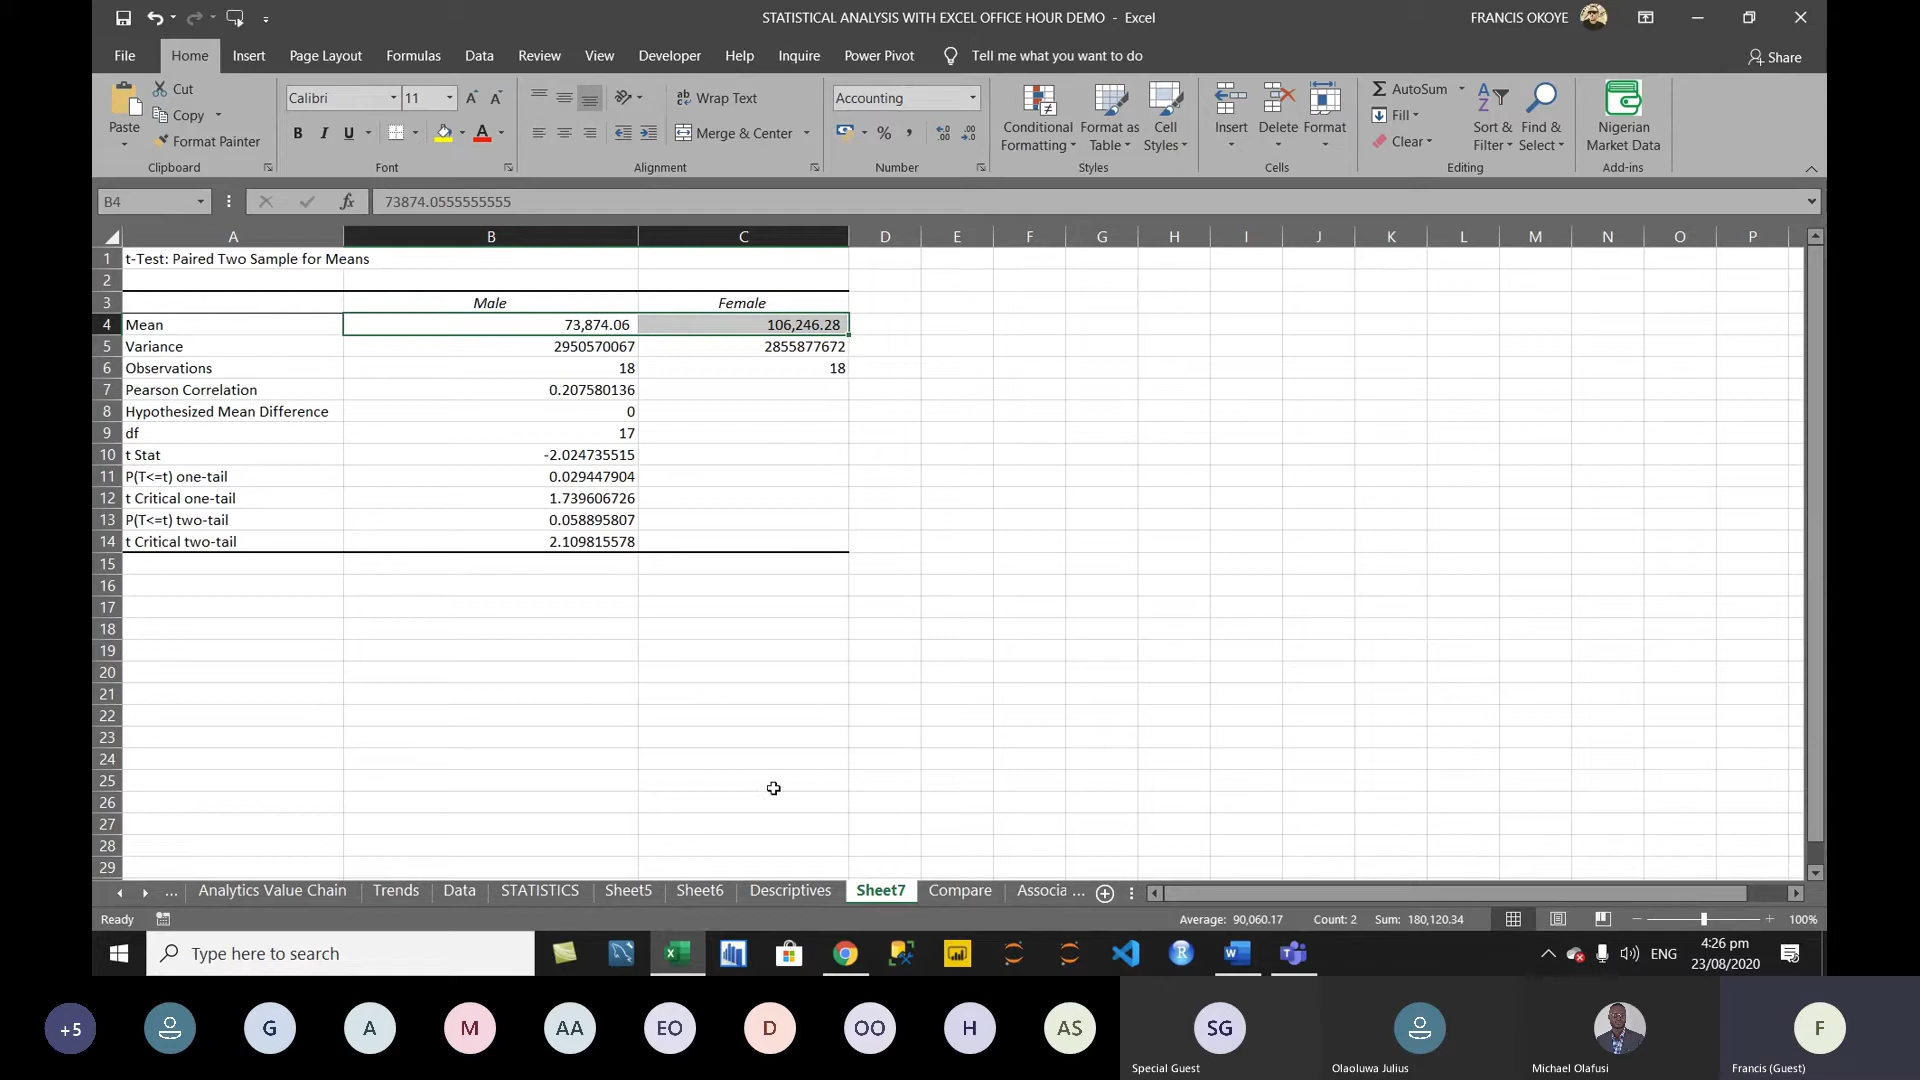 STATISTICAL ANALYSIS WITH EXCEL OFFICE HOUR DEMO - Excel
FRANCIS OKOYE
File Home Insert Page Layout Formulas Data Review View Developer Help Inquire Power Pivot Tell me what you want to do Share
Paste
Cut
Copy
Format Painter
Clipboard
Calibri 11
B I U
Font
Wrap Text
Merge & Center
Alignment
Accounting
Number
Conditional Formatting
Format as Table
Cell Styles
Styles
Insert Delete Format
Cells
AutoSum
Fill
Clear
Sort & Filter
Find & Select
Editing
Nigerian Market Data
Add-ins
B4 fx 73874.0555555555
A B C D E F G H I J K L M N O P
1 t-Test: Paired Two Sample for Means
2
3 Male Female
4 Mean 73,874.06 106,246.28
5 Variance 2950570067 2855877672
6 Observations 18 18
7 Pearson Correlation 0.207580136
8 Hypothesized Mean Difference 0
9 df 17
10 t Stat -2.024735515
11 P(T<=t) one-tail 0.029447904
12 t Critical one-tail 1.739606726
13 P(T<=t) two-tail 0.058895807
14 t Critical two-tail 2.109815578
15
16
17
18
19
20
21
22
23
24
25
26
27
28
29
... Analytics Value Chain Trends Data STATISTICS Sheet5 Sheet6 Descriptives Sheet7 Compare Associa ...
Ready Average: 90,060.17 Count: 2 Sum: 180,120.34 100%
Type here to search
ENG
4:26 pm
23/08/2020
+5 G A M AA EO D OO H AS SG F
Special Guest Olaoluwa Julius Michael Olafusi Francis (Guest)